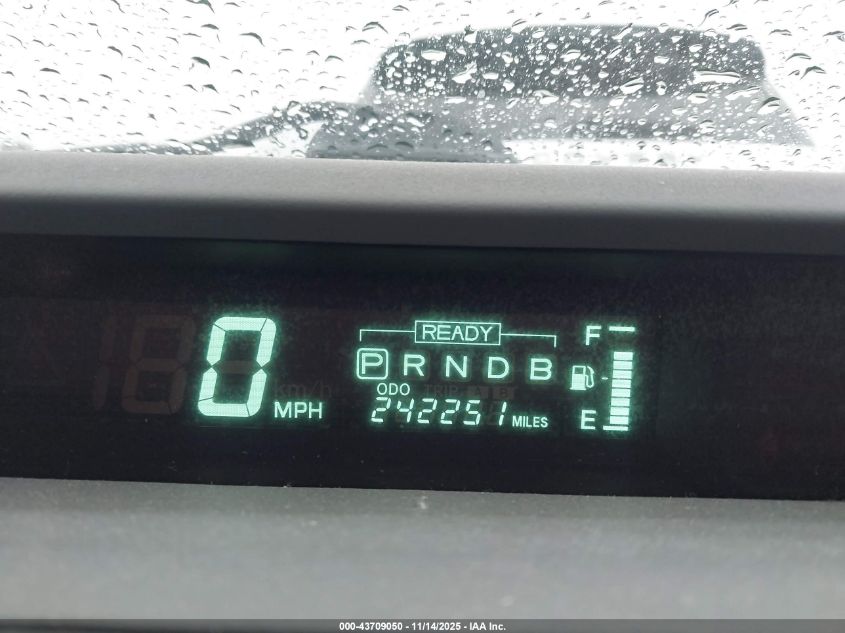 READY
F
P R N D B
0 MPH
ODO
242251 MILES
E
000-43709050 - 11/14/2025 - IAA Inc.